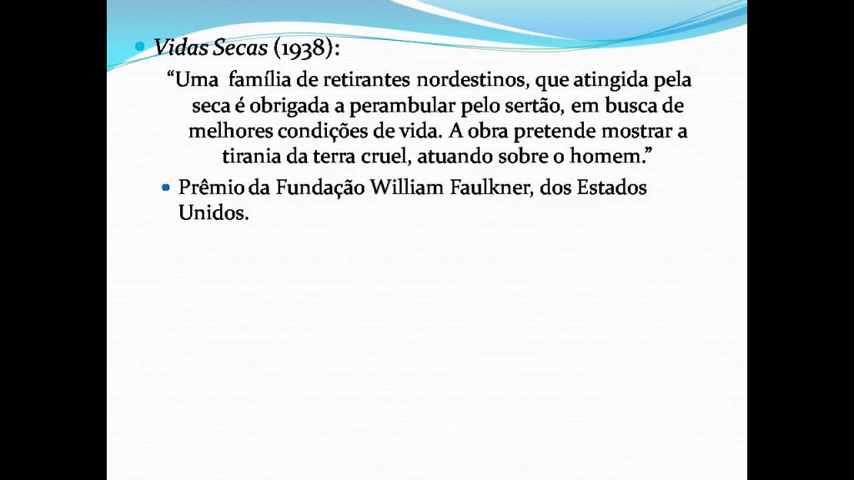 Vidas Secas (1938):
“Uma família de retirantes nordestinos, que atingida pela
seca é obrigada a perambular pelo sertão, em busca de
melhores condições de vida. A obra pretende mostrar a
tirania da terra cruel, atuando sobre o homem.”
Prêmio da Fundação William Faulkner, dos Estados
Unidos.